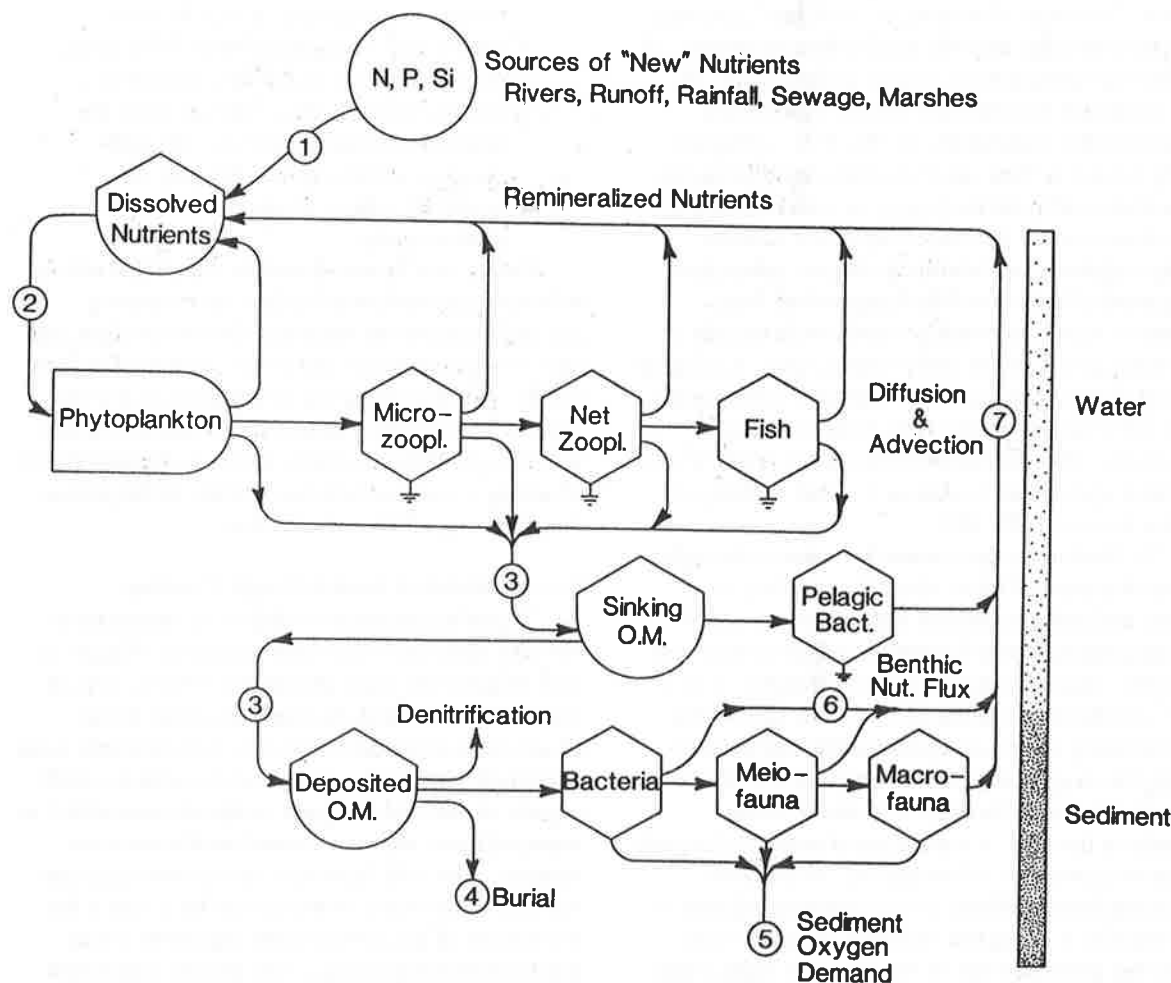 N, P, Si
Sources of "New" Nutrients
Rivers, Runoff, Rainfall, Sewage, Marshes
1
Dissolved
Nutrients
Remineralized Nutrients
2
Phytoplankton
Micro-
zoopl.
Net
Zoopl.
Fish
Diffusion
&
Advection
7
Water
3
Sinking
O.M.
Pelagic
Bact.
Benthic
Nut. Flux
6
3
Denitrification
Deposited
O.M.
Bacteria
Meio-
fauna
Macro-
fauna
Sediment
4
Burial
5
Sediment
Oxygen
Demand